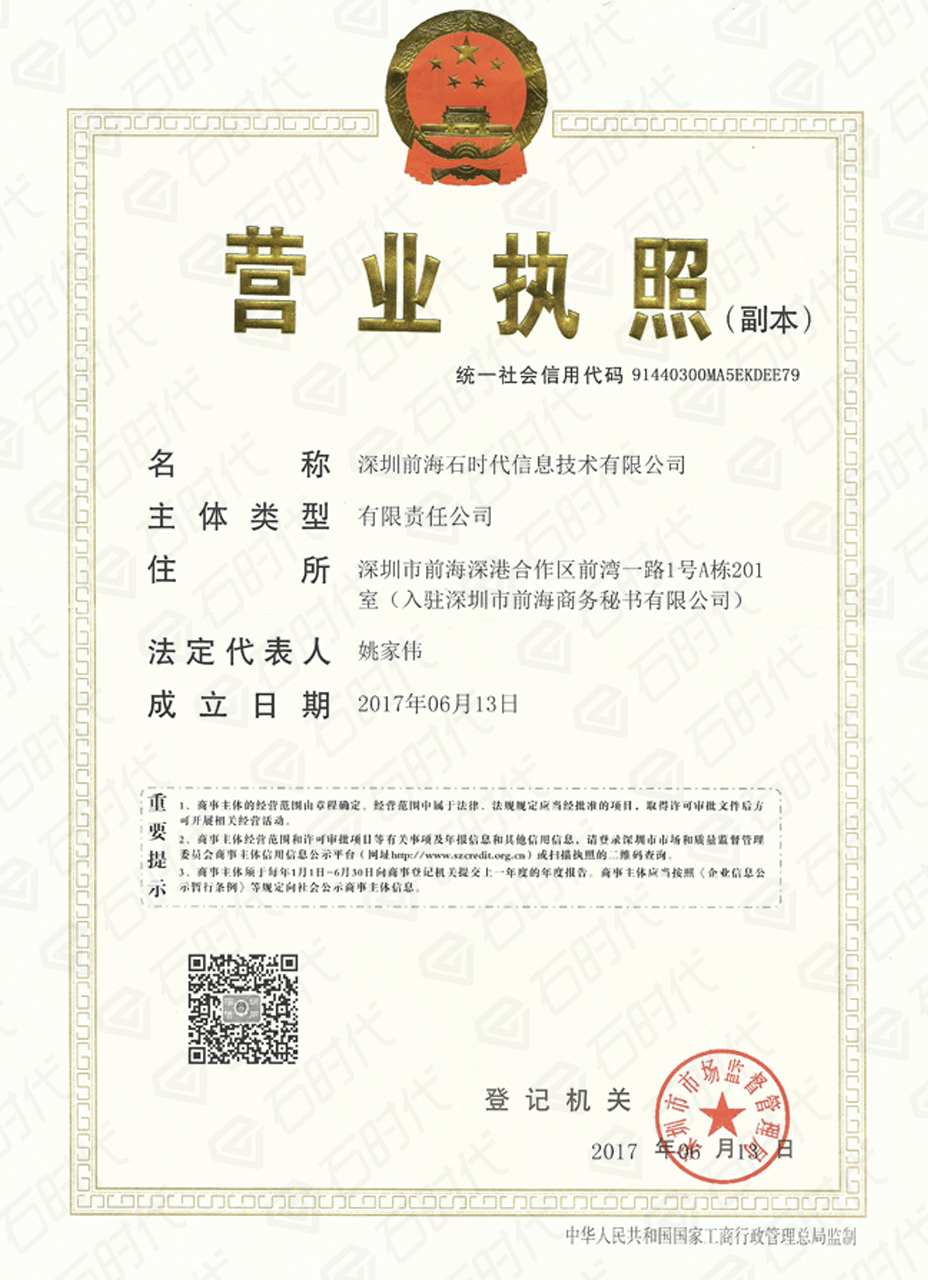 营业执照（副本）
统一社会信用代码 91440300MA5EKDEE79
名称 深圳前海石时代信息技术有限公司
主体类型 有限责任公司
住所 深圳市前海深港合作区前湾一路1号A栋201
室（入驻深圳市前海商务秘书有限公司）
法定代表人 姚家伟
成立日期 2017年06月13日
重要提示
1、商事主体的经营范围由章程确定。经营范围中属于法律、法规规定应当经批准的项目，取得许可审批文件后方
可开展相关经营活动。
2、商事主体经营范围和许可审批项目等有关事项及年报信息和其他信用信息，请登录深圳市市场和质量监督管理
委员会商事主体信用信息公示平台（网址http://www.szcredit.org.cn）或扫描执照的二维码查询。
3、商事主体须于每年1月1日-6月30日向商事登记机关提交上一年度的年度报告。商事主体应当按照《企业信息公
示暂行条例》等规定向社会公示商事主体信息。
登记机关
深圳市市场监督管理局
2017 年06 月13 日
中华人民共和国国家工商行政管理总局监制
石时代